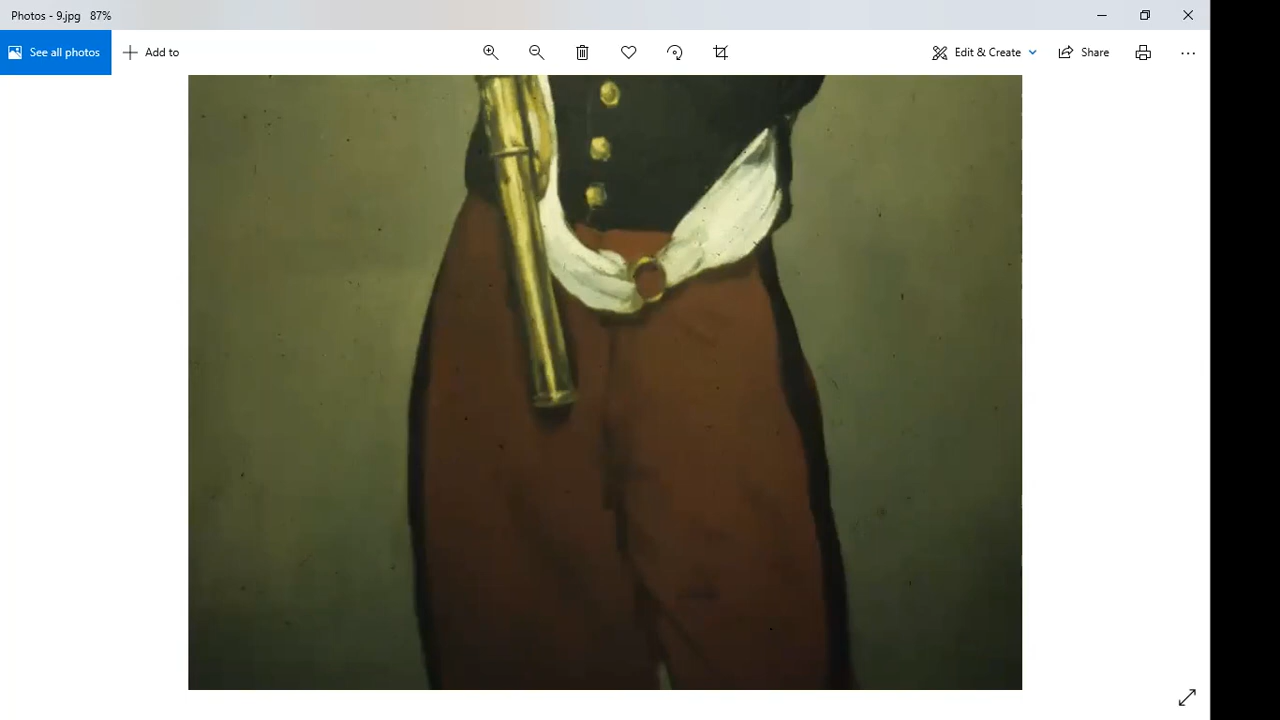 Photos - 9.jpg 87%
See all photos
Add to
Edit & Create
Share